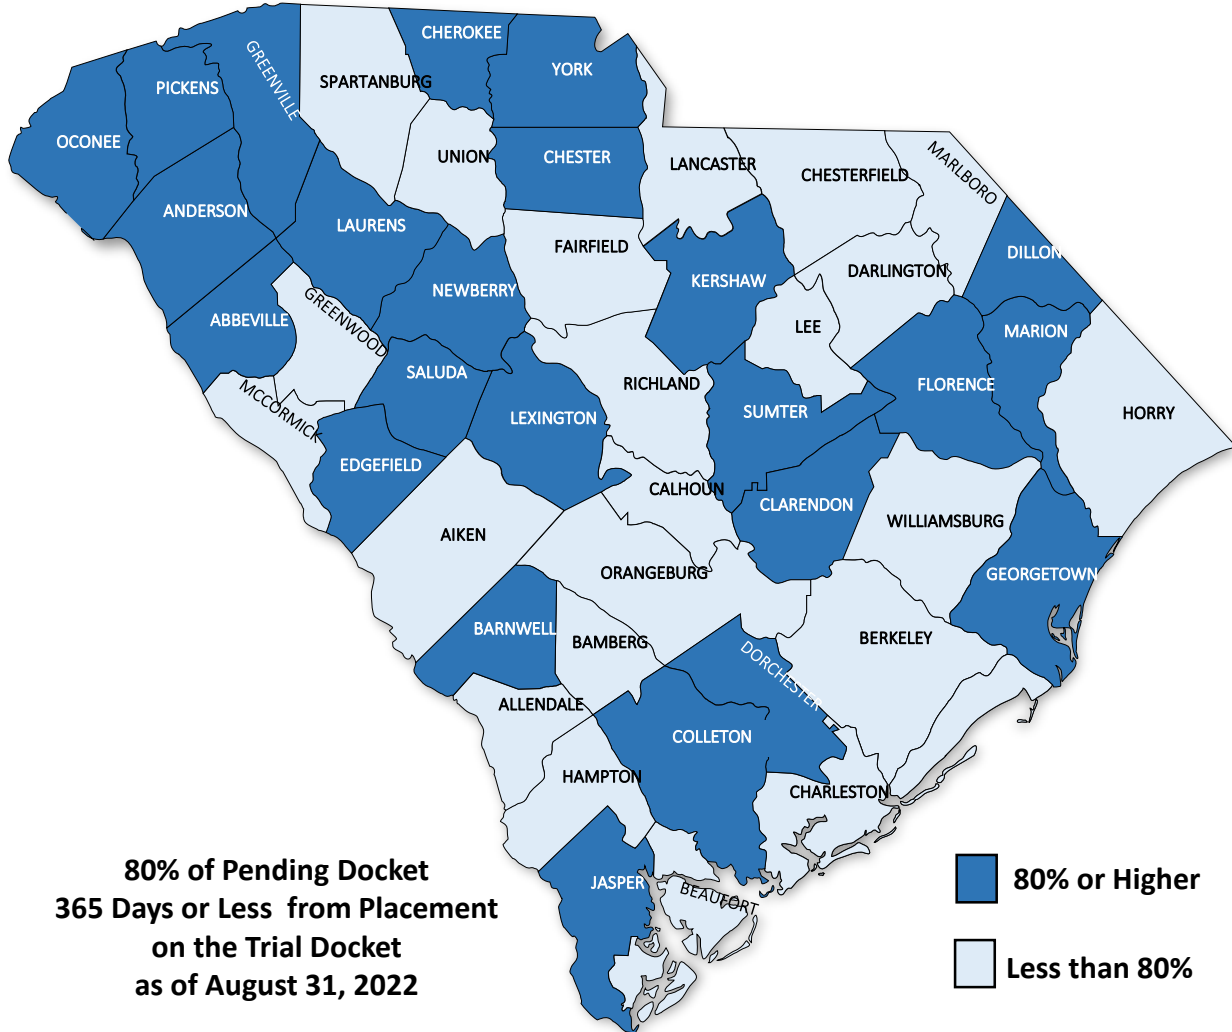 CHEROKEE
YORK
GREENVILLE
SPARTANBURG
PICKENS
OCONEE
UNION
CHESTER
LANCASTER
CHESTERFIELD
MARLBORO
ANDERSON
LAURENS
FAIRFIELD
DILLON
DARLINGTON
KERSHAW
NEWBERRY
ABBEVILLE
GREENWOOD
LEE
MARION
SALUDA
RICHLAND
FLORENCE
MCCORMICK
LEXINGTON
SUMTER
HORRY
EDGEFIELD
CALHOUN
CLARENDON
WILLIAMSBURG
AIKEN
ORANGEBURG
GEORGETOWN
BARNWELL
BAMBERG
BERKELEY
DORCHESTER
ALLENDALE
COLLETON
HAMPTON
CHARLESTON
JASPER
BEAUFORT
80% of Pending Docket
365 Days or Less from Placement
on the Trial Docket
as of August 31, 2022
80% or Higher
Less than 80%